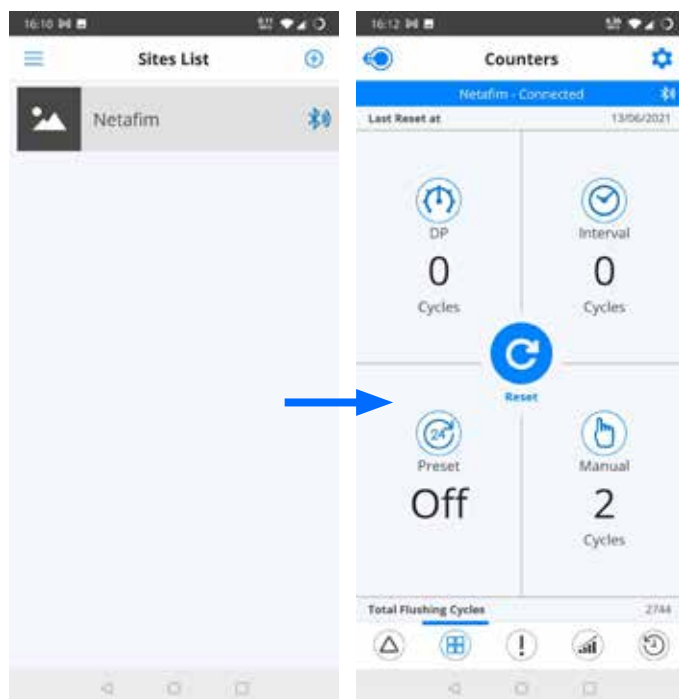 16:10
Sites List
Netafim
16:12
Counters
Netafim - Connected
Last Reset at 13/06/2021
DP Interval
0 0
Cycles Cycles
Reset
24
Preset Manual
Off 2
Cycles
Total Flushing Cycles 2744